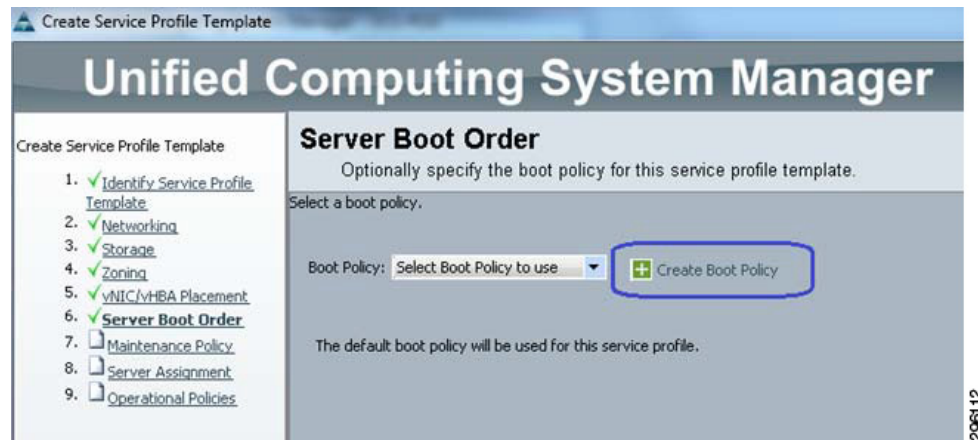 Create Service Profile Template
Unified Computing System Manager
Create Service Profile Template
1. Identify Service Profile
Template
2. Networking
3. Storage
4. Zoning
5. vNIC/vHBA Placement
6. Server Boot Order
7. Maintenance Policy
8. Server Assignment
9. Operational Policies
Server Boot Order
Optionally specify the boot policy for this service profile template.
Select a boot policy.
Boot Policy: Select Boot Policy to use
Create Boot Policy
The default boot policy will be used for this service profile.
296112